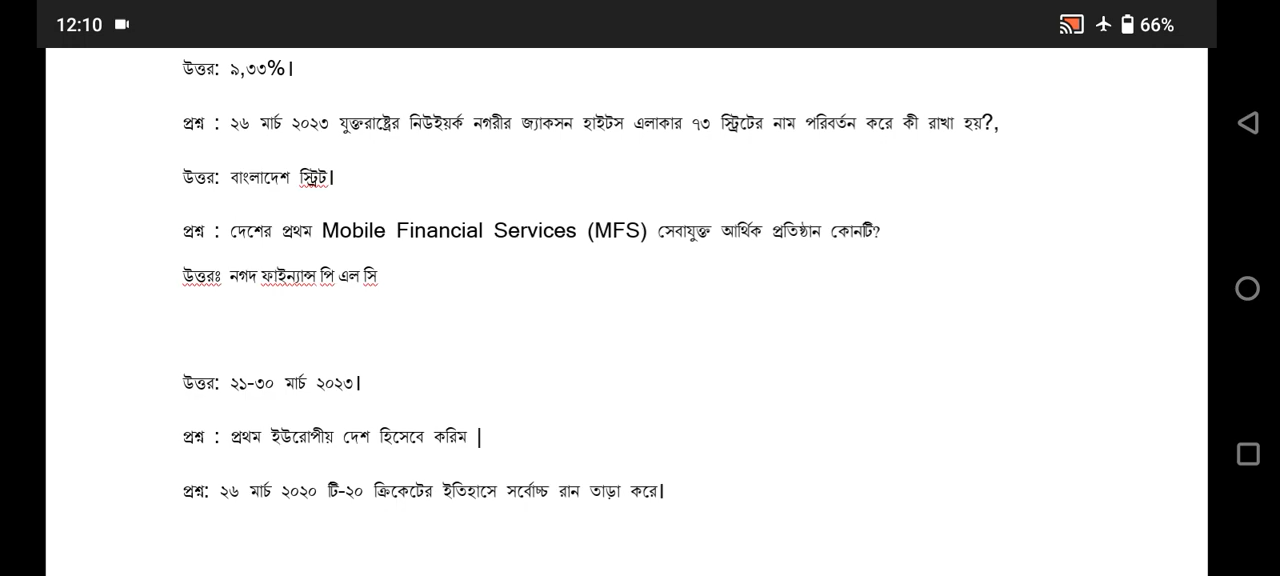 12:10
66%
উত্তর: ৯,৩৩%।
প্রশ্ন : ২৬ মার্চ ২০২৩ যুক্তরাষ্ট্রের নিউইয়র্ক নগরীর জ্যাকসন হাইটস এলাকার ৭৩ স্ট্রিটের নাম পরিবর্তন করে কী রাখা হয়?,
উত্তর: বাংলাদেশ স্ট্রিট।
প্রশ্ন : দেশের প্রথম Mobile Financial Services (MFS) সেবাযুক্ত আর্থিক প্রতিষ্ঠান কোনটি?
উত্তরঃ নগদ ফাইন্যান্স পি এল সি
উত্তর: ২১-৩০ মার্চ ২০২৩।
প্রশ্ন : প্রথম ইউরোপীয় দেশ হিসেবে করিম |
প্রশ্ন: ২৬ মার্চ ২০২০ টি-২০ ক্রিকেটের ইতিহাসে সর্বোচ্চ রান তাড়া করে।